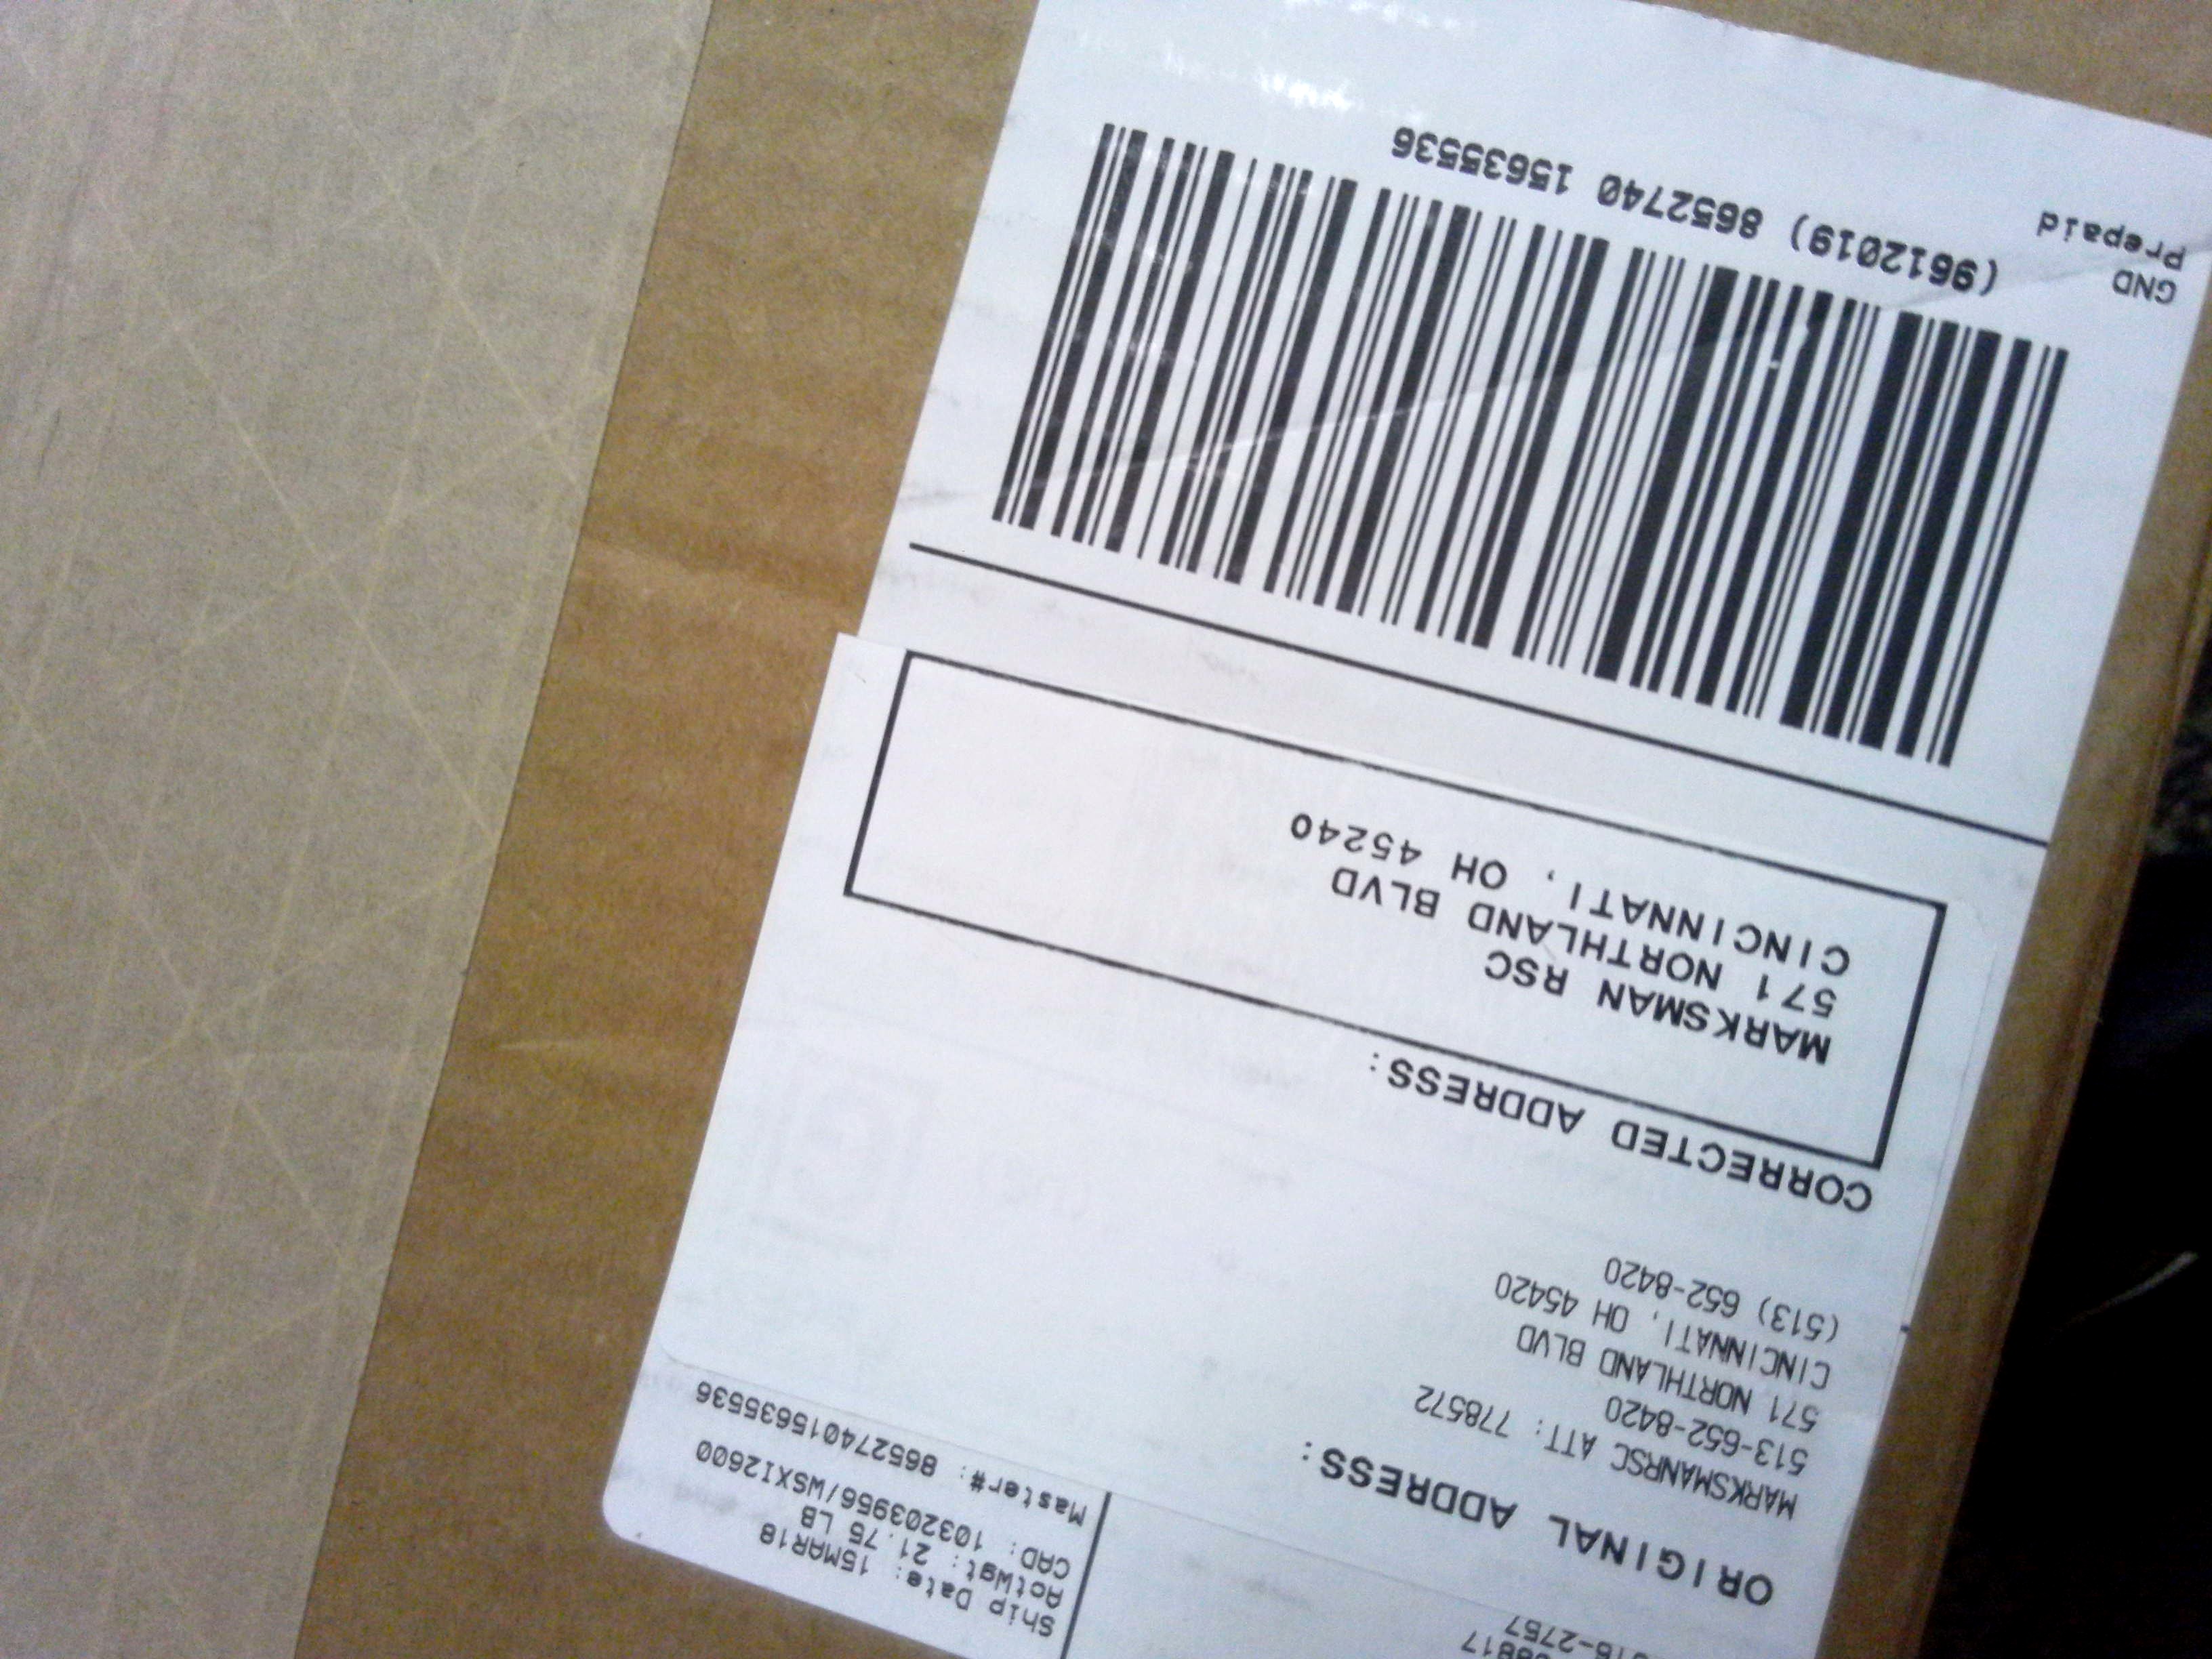 Ship Date: 15MAR18
ActWgt: 21.75 LB
CAD: 103203956/WSXI2600
Master#: 865274015635536
ORIGINAL ADDRESS:
MARKSMANRSC ATT: 778572
513-652-8420
571 NORTHLAND BLVD
CINCINNATI, OH 45420
(513) 652-8420
CORRECTED ADDRESS:
MARKSMAN RSC
571 NORTHLAND BLVD
CINCINNATI, OH 45240
(9612019) 8652740 15635536
GND
Prepaid